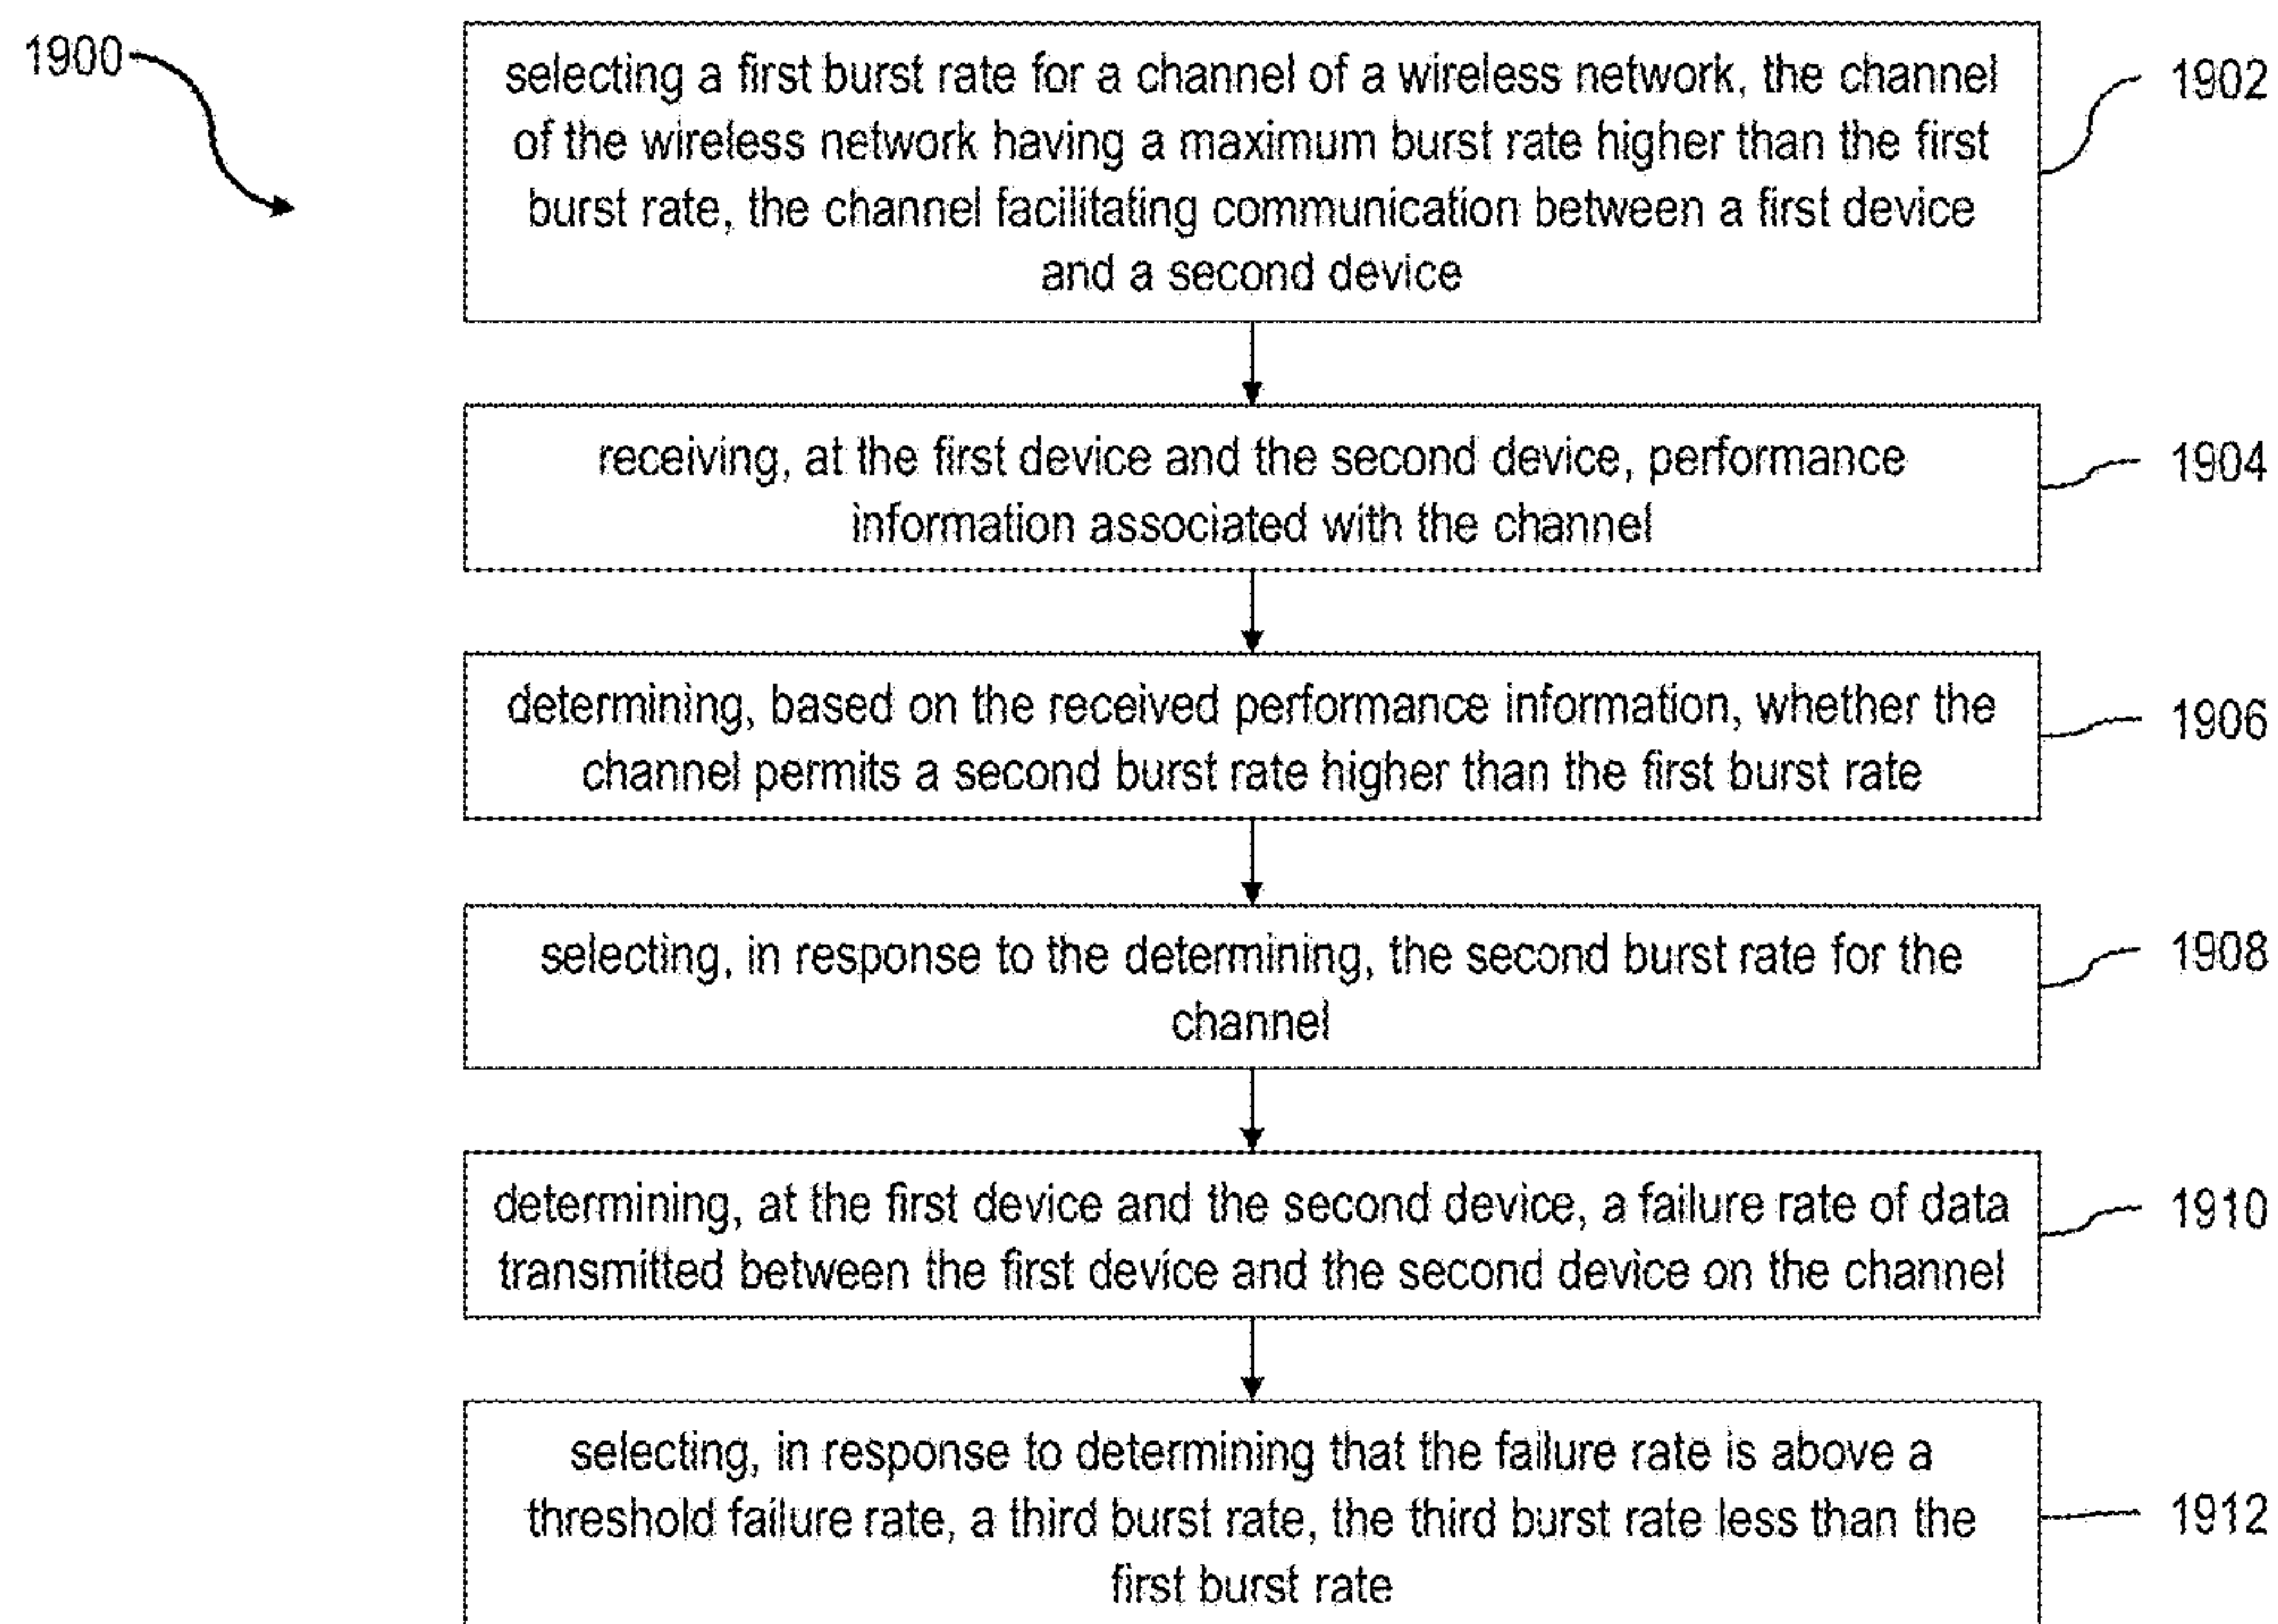 1900
selecting a first burst rate for a channel of a wireless network, the channel
of the wireless network having a maximum burst rate higher than the first
burst rate, the channel facilitating communication between a first device
and a second device
1902
receiving, at the first device and the second device, performance
information associated with the channel
1904
determining, based on the received performance information, whether the
channel permits a second burst rate higher than the first burst rate
1906
selecting, in response to the determining, the second burst rate for the
channel
1908
determining, at the first device and the second device, a failure rate of data
transmitted between the first device and the second device on the channel
1910
selecting, in response to determining that the failure rate is above a
threshold failure rate, a third burst rate, the third burst rate less than the
first burst rate
1912